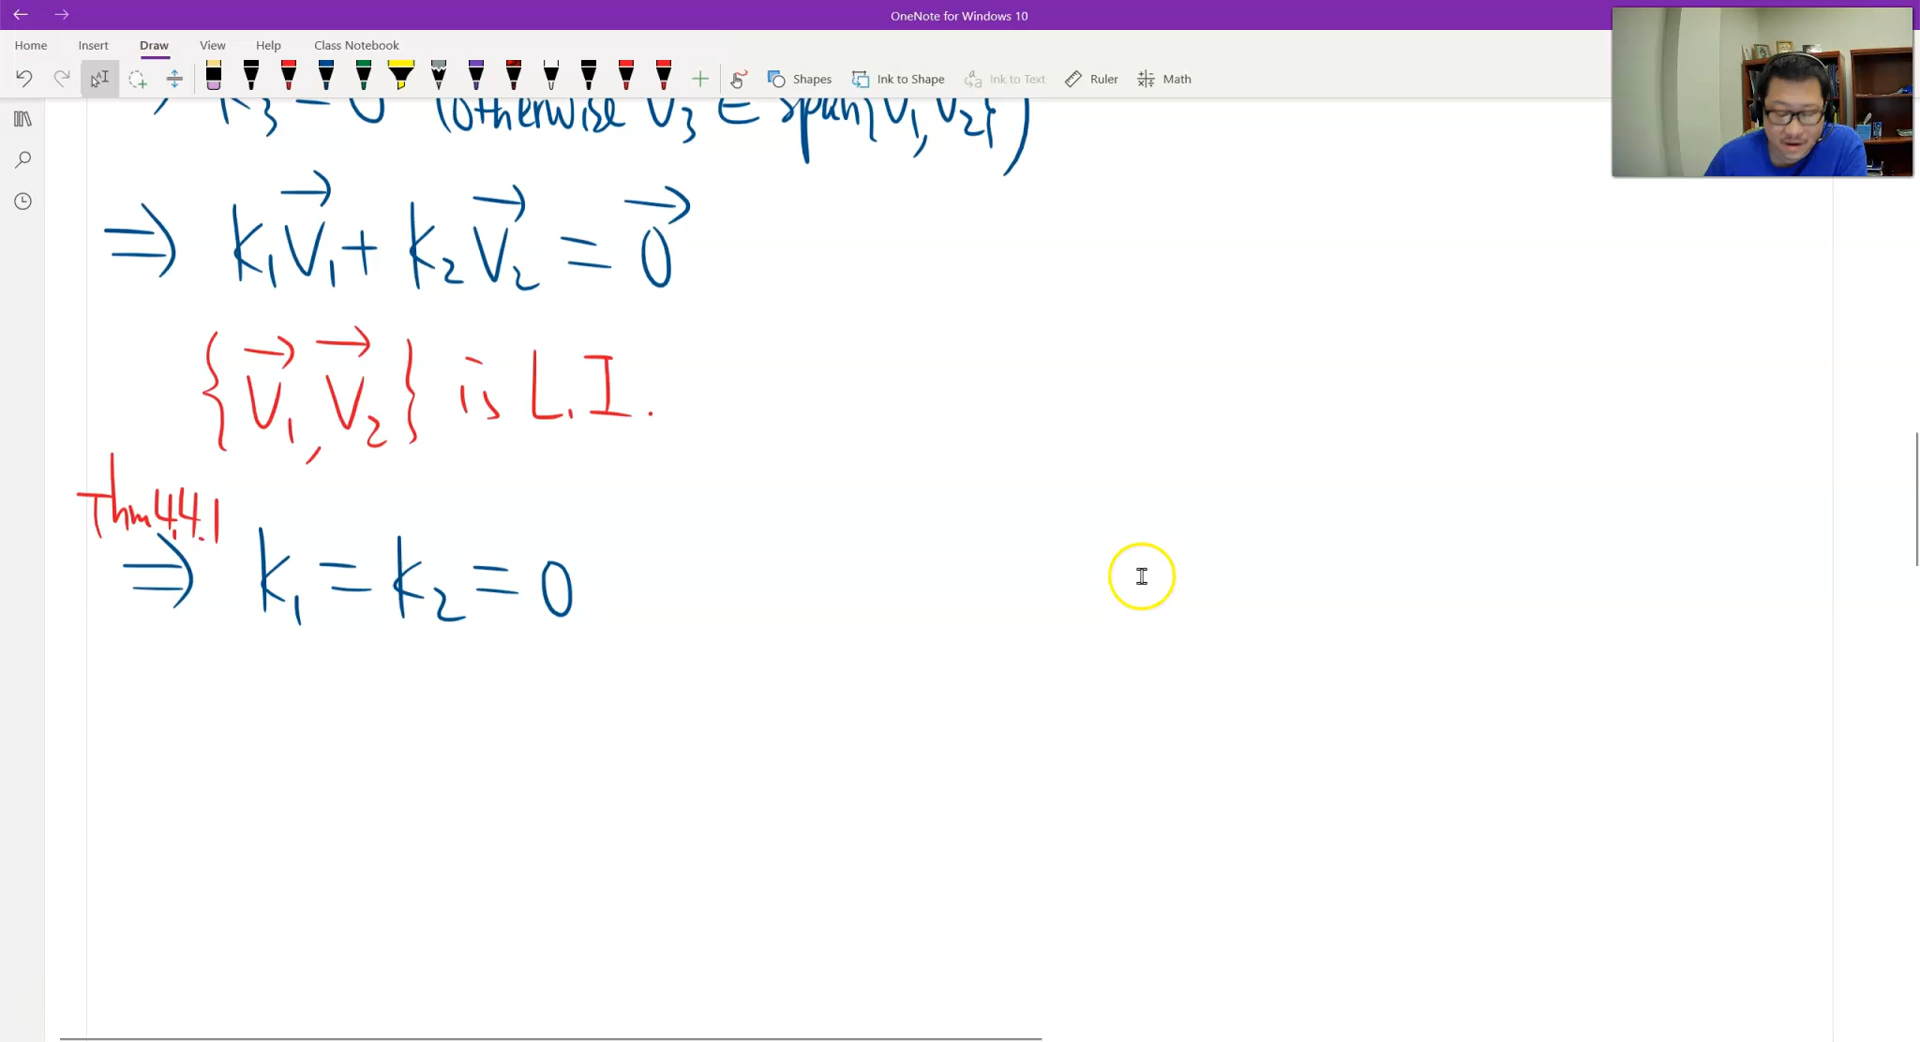 OneNote for Windows 10
Home Insert Draw View Help Class Notebook
Shapes Ink to Shape Ink to Text Ruler Math
⇒ k₃ = 0 (otherwise v₃ ∈ span{v₁, v₂})
⇒ k₁v⃗₁ + k₂v⃗₂ = 0⃗
{v⃗₁, v⃗₂} is L.I.
Thm 4.4.1
⇒ k₁ = k₂ = 0